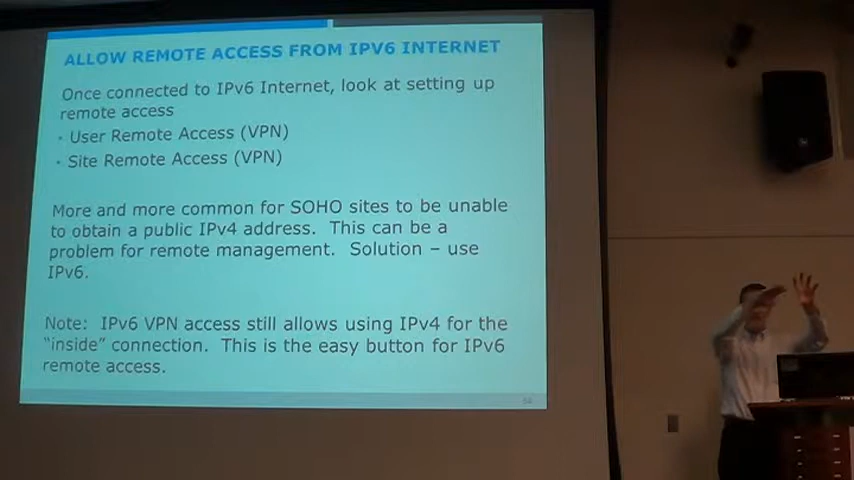 ALLOW REMOTE ACCESS FROM IPV6 INTERNET
Once connected to IPv6 Internet, look at setting up
remote access
· User Remote Access (VPN)
· Site Remote Access (VPN)
More and more common for SOHO sites to be unable
to obtain a public IPv4 address. This can be a
problem for remote management. Solution – use
IPv6.
Note: IPv6 VPN access still allows using IPv4 for the
“inside” connection. This is the easy button for IPv6
remote access.